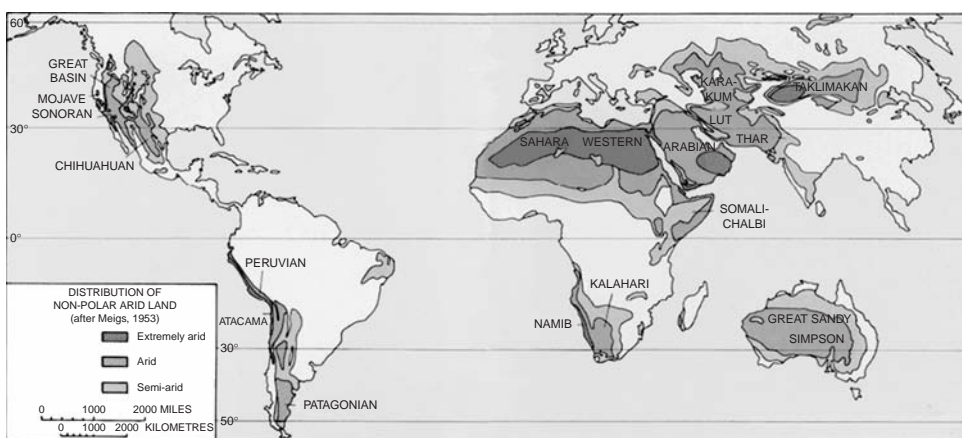 60°
GREAT
BASIN
MOJAVE
SONORAN
30°
CHIHUAHUAN
0°
PERUVIAN
ATACAMA
30°
PATAGONIAN
50°
KARA-
KUM
TAKLIMAKAN
LUT
THAR
SAHARA WESTERN
ARABIAN
SOMALI-
CHALBI
KALAHARI
NAMIB
GREAT SANDY
SIMPSON
DISTRIBUTION OF
NON-POLAR ARID LAND
(after Meigs, 1953)
Extremely arid
Arid
Semi-arid
0 1000 2000 MILES
0 1000 2000 KILOMETRES